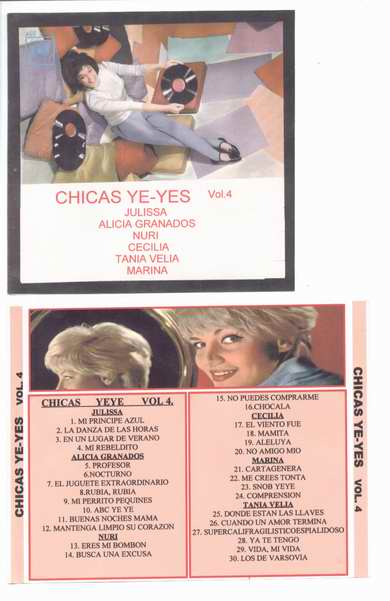 CHICAS YE-YES Vol.4
JULISSA
ALICIA GRANADOS
NURI
CECILIA
TANIA VELIA
MARINA
CHICAS YE-YES VOL. 4
CHICAS YEYE VOL 4.
JULISSA
1. MI PRINCIPE AZUL
2. LA DANZA DE LAS HORAS
3. EN UN LUGAR DE VERANO
4. MI REBELDITO
ALICIA GRANADOS
5. PROFESOR
6.NOCTURNO
7. EL JUGUETE EXTRAORDINARIO
8.RUBIA, RUBIA
9. MI PERRITO PEQUINES
10. ABC YE YE
11. BUENAS NOCHES MAMA
12. MANTENGA LIMPIO SU CORAZON
NURI
13. ERES MI BOMBON
14. BUSCA UNA EXCUSA
15. NO PUEDES COMPRARME
16.CHOCALA
CECILIA
17. EL VIENTO FUE
18. MAMITA
19. ALELUYA
20. NO AMIGO MIO
MARINA
21. CARTAGENERA
22. ME CREES TONTA
23. SNOB YEYE
24. COMPRENSION
TANIA VELIA
25. DONDE ESTAN LAS LLAVES
26. CUANDO UN AMOR TERMINA
27. SUPERCALIFRAGILISTICOESPIALIDOSO
28. YA TE TENGO
29. VIDA, MI VIDA
30. LOS DE VARSOVIA
CHICAS YE-YES VOL. 4